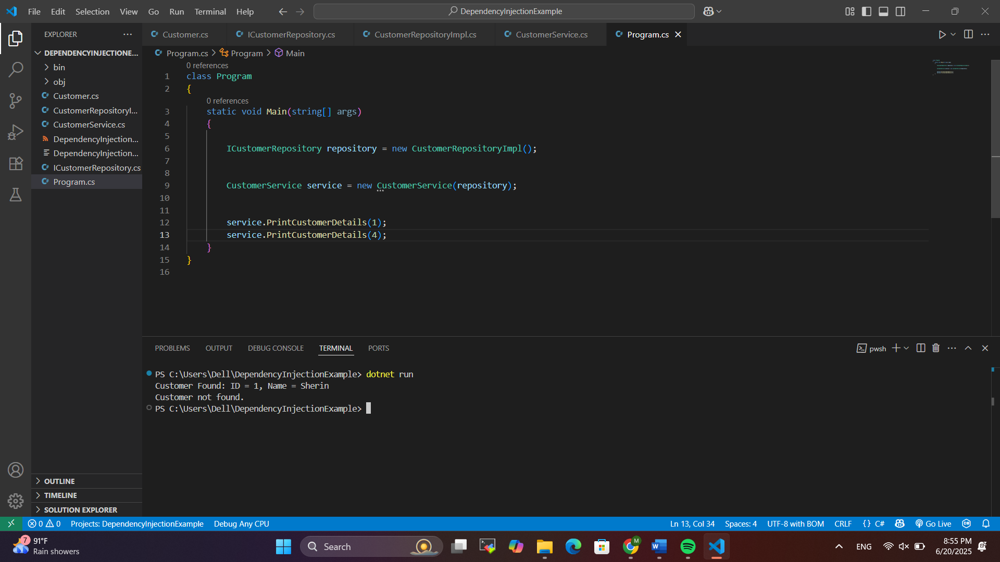 File Edit Selection View Go Run Terminal Help
DependencyInjectionExample
EXPLORER
DEPENDENCYINJECTIONE...
bin
obj
Customer.cs
CustomerRepositoryI...
CustomerService.cs
DependencyInjection...
DependencyInjection...
ICustomerRepository.cs
Program.cs
OUTLINE
TIMELINE
SOLUTION EXPLORER
Customer.cs ICustomerRepository.cs CustomerRepositoryImpl.cs CustomerService.cs Program.cs
Program.cs > Program > Main
0 references
1 class Program
2 {
0 references
3 static void Main(string[] args)
4 {
5
6 ICustomerRepository repository = new CustomerRepositoryImpl();
7
8
9 CustomerService service = new CustomerService(repository);
10
11
12 service.PrintCustomerDetails(1);
13 service.PrintCustomerDetails(4);
14 }
15 }
16
PROBLEMS OUTPUT DEBUG CONSOLE TERMINAL PORTS
pwsh
PS C:\Users\Dell\DependencyInjectionExample> dotnet run
Customer Found: ID = 1, Name = Sherin
Customer not found.
PS C:\Users\Dell\DependencyInjectionExample>
0 0 Projects: DependencyInjectionExample Debug Any CPU
Ln 13, Col 34 Spaces: 4 UTF-8 with BOM CRLF {} C# Go Live
7
91°F
Rain showers
Search
M
W
ENG
8:55 PM
6/20/2025